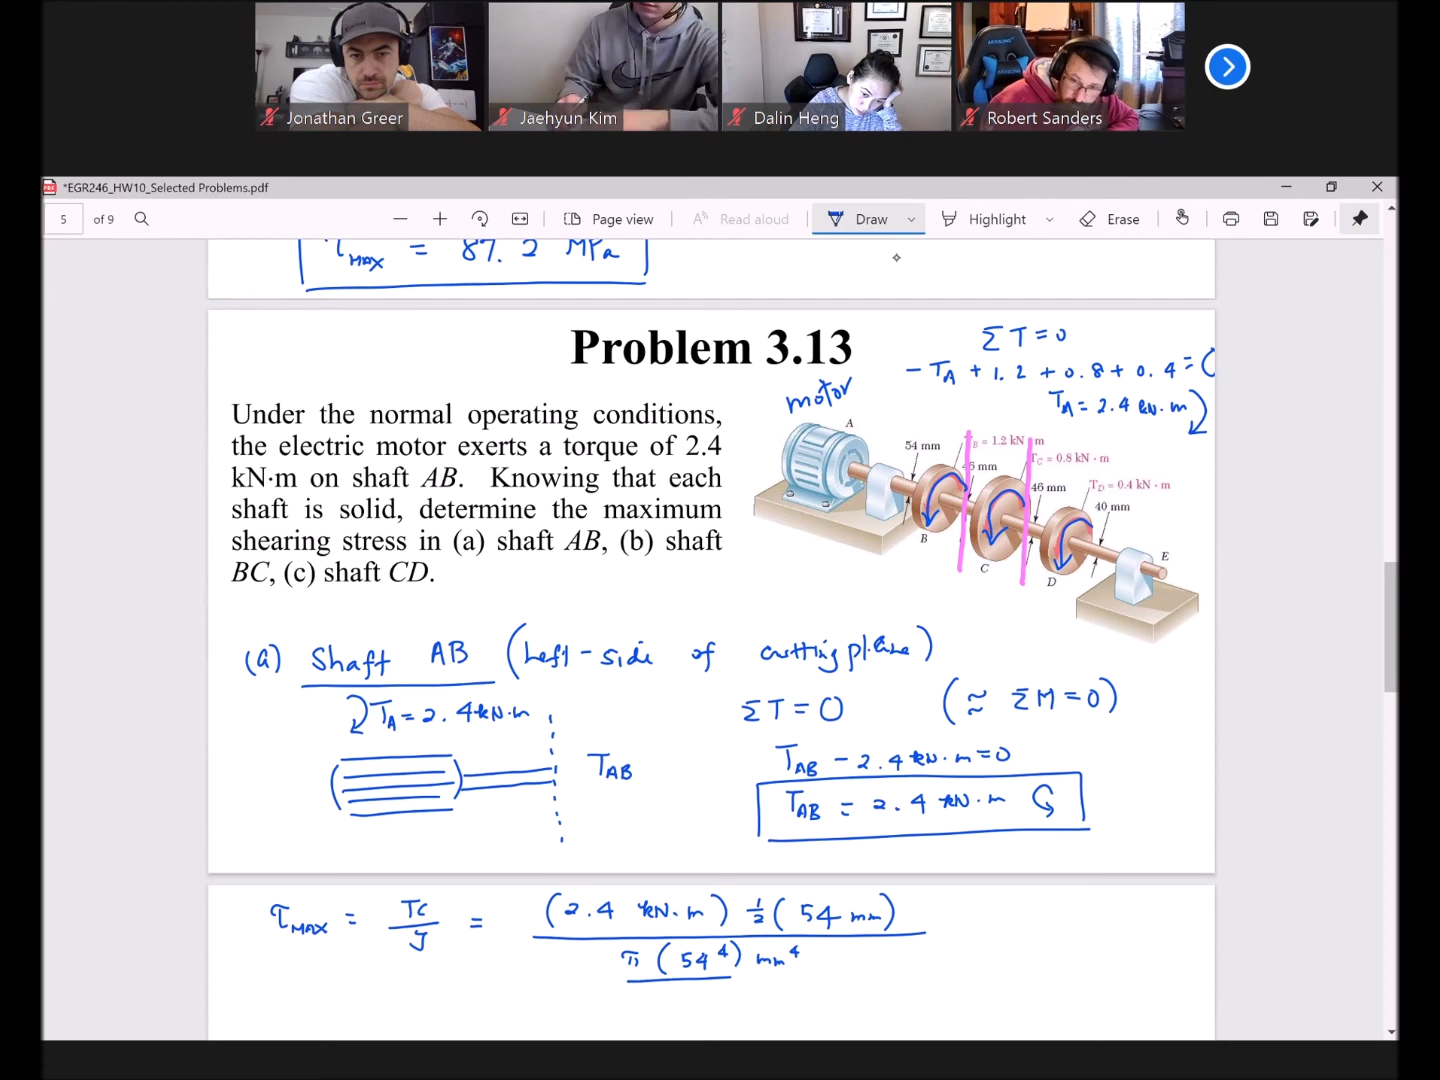 Jonathan Greer
Jaehyun Kim
Dalin Heng
Robert Sanders
*EGR246_HW10_Selected Problems.pdf
5 of 9
Page view
Read aloud
Draw
Highlight
Erase
τMAX = 87.2 MPa
Problem 3.13
Σ T = 0
- TA + 1.2 + 0.8 + 0.4 = 0
TA = 2.4 kN·m
motor
Under the normal operating conditions,
the electric motor exerts a torque of 2.4
kN·m on shaft AB. Knowing that each
shaft is solid, determine the maximum
shearing stress in (a) shaft AB, (b) shaft
BC, (c) shaft CD.
A
54 mm
= 1.2 kN m
6 mm
TC = 0.8 kN · m
46 mm
TD = 0.4 kN · m
40 mm
B
C
D
E
(a) Shaft AB (Left-side of cutting plane)
TA = 2.4 kN·m
Σ T = 0 (≈ Σ M = 0)
TAB
TAB - 2.4 kN·m = 0
TAB = 2.4 kN·m
τMAX = Tc / J = (2.4 kN·m) ½ (54 mm)
π (54⁴) mm⁴